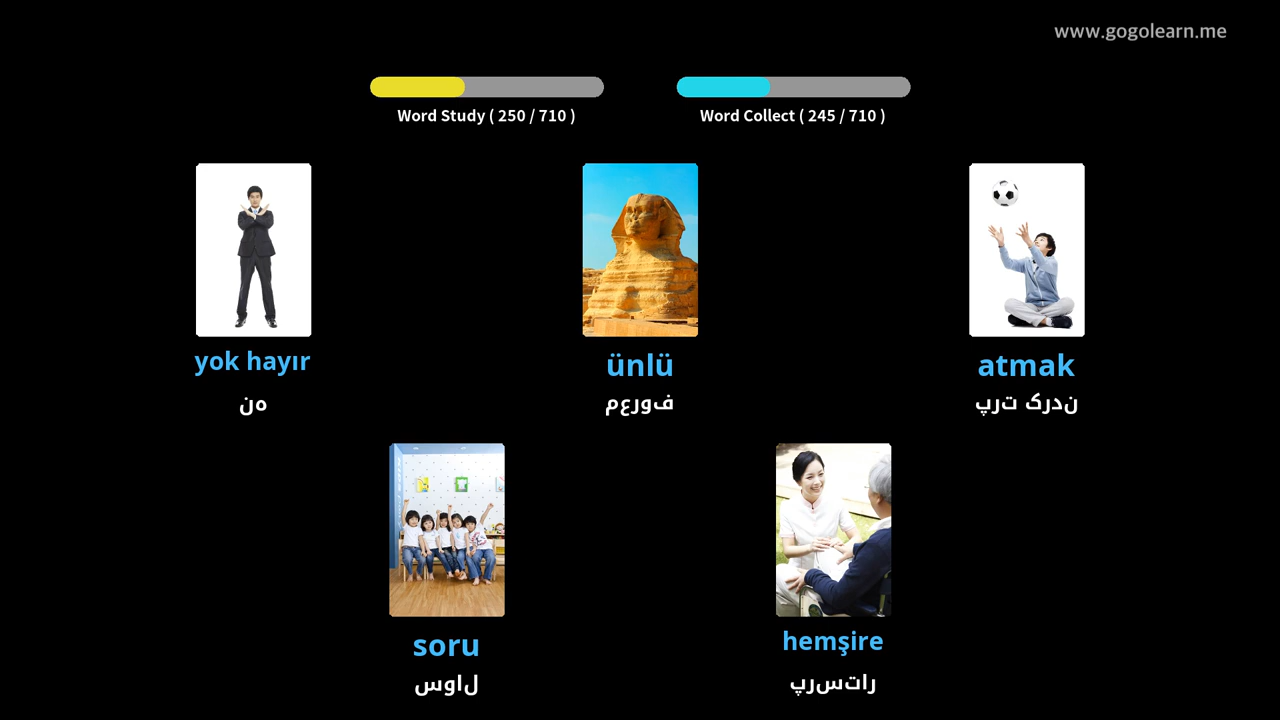 www.gogolearn.me
Word Study ( 250 / 710 )
Word Collect ( 245 / 710 )
yok hayır
هن
ünlü
فورعم
atmak
ندرک ترپ
soru
لاوس
hemşire
راتسرپ